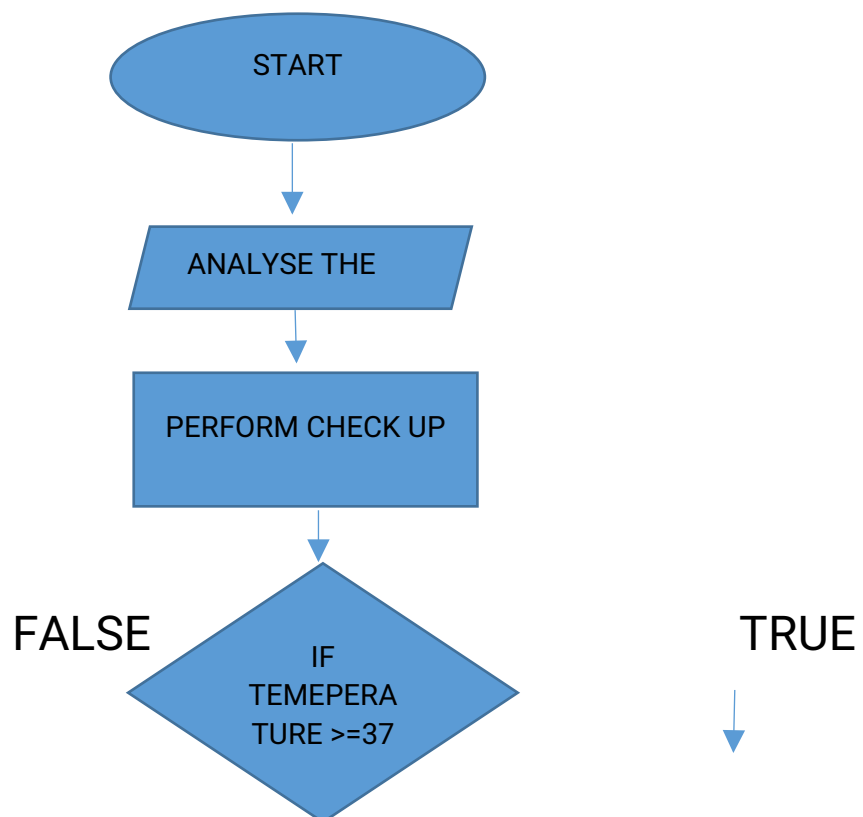 START
ANALYSE THE
PERFORM CHECK UP
FALSE
TRUE
IF
TEMEPERA
TURE >=37